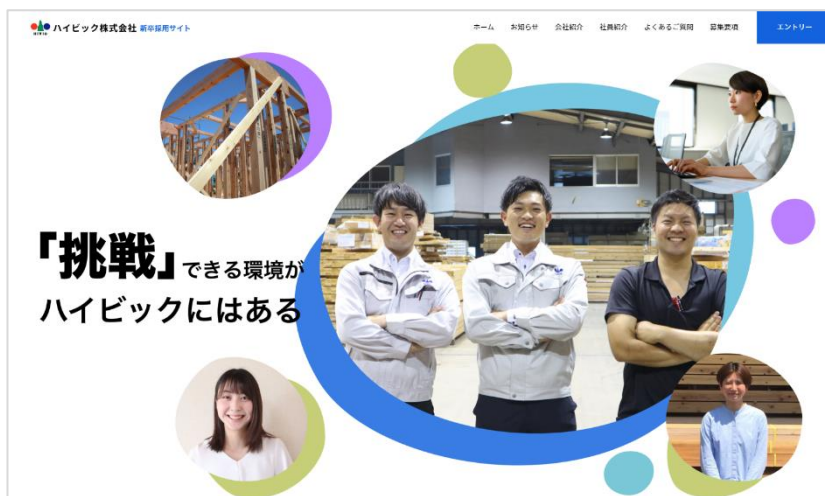 ハイビック株式会社 新卒採用サイト
ホーム お知らせ 会社紹介 社員紹介 よくあるご質問 募集要項 エントリー
「挑戦」できる環境が
ハイビックにはある